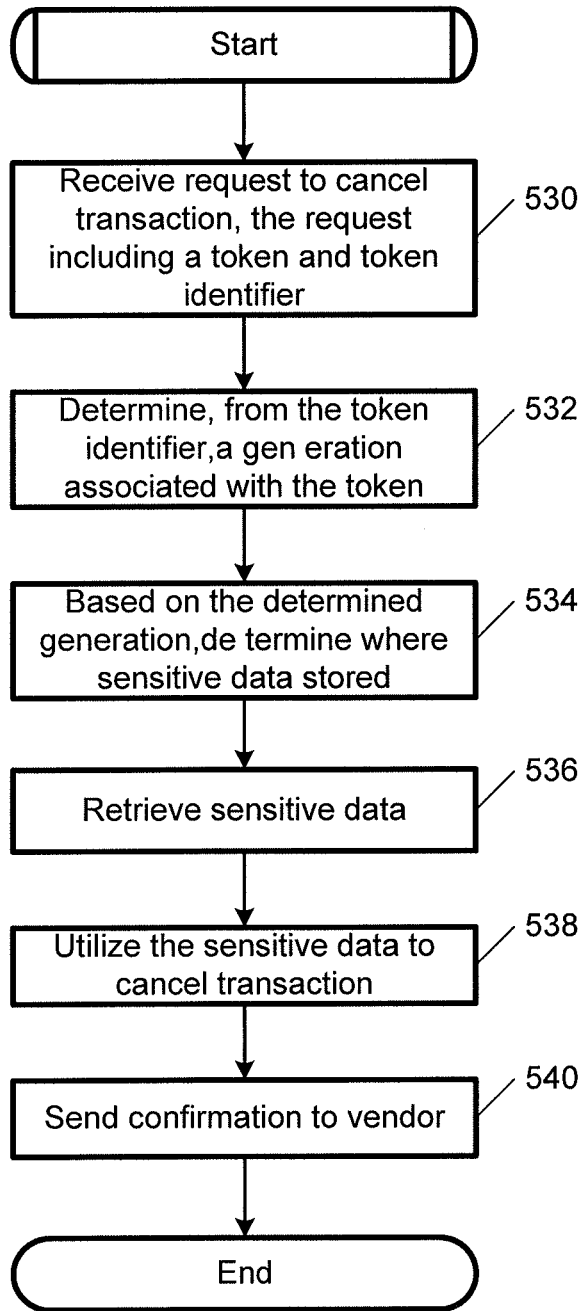 Start
Receive request to cancel
transaction, the request
including a token and token
identifier
530
Determine, from the token
identifier,a gen eration
associated with the token
532
Based on the determined
generation,de termine where
sensitive data stored
534
Retrieve sensitive data
536
Utilize the sensitive data to
cancel transaction
538
Send confirmation to vendor
540
End